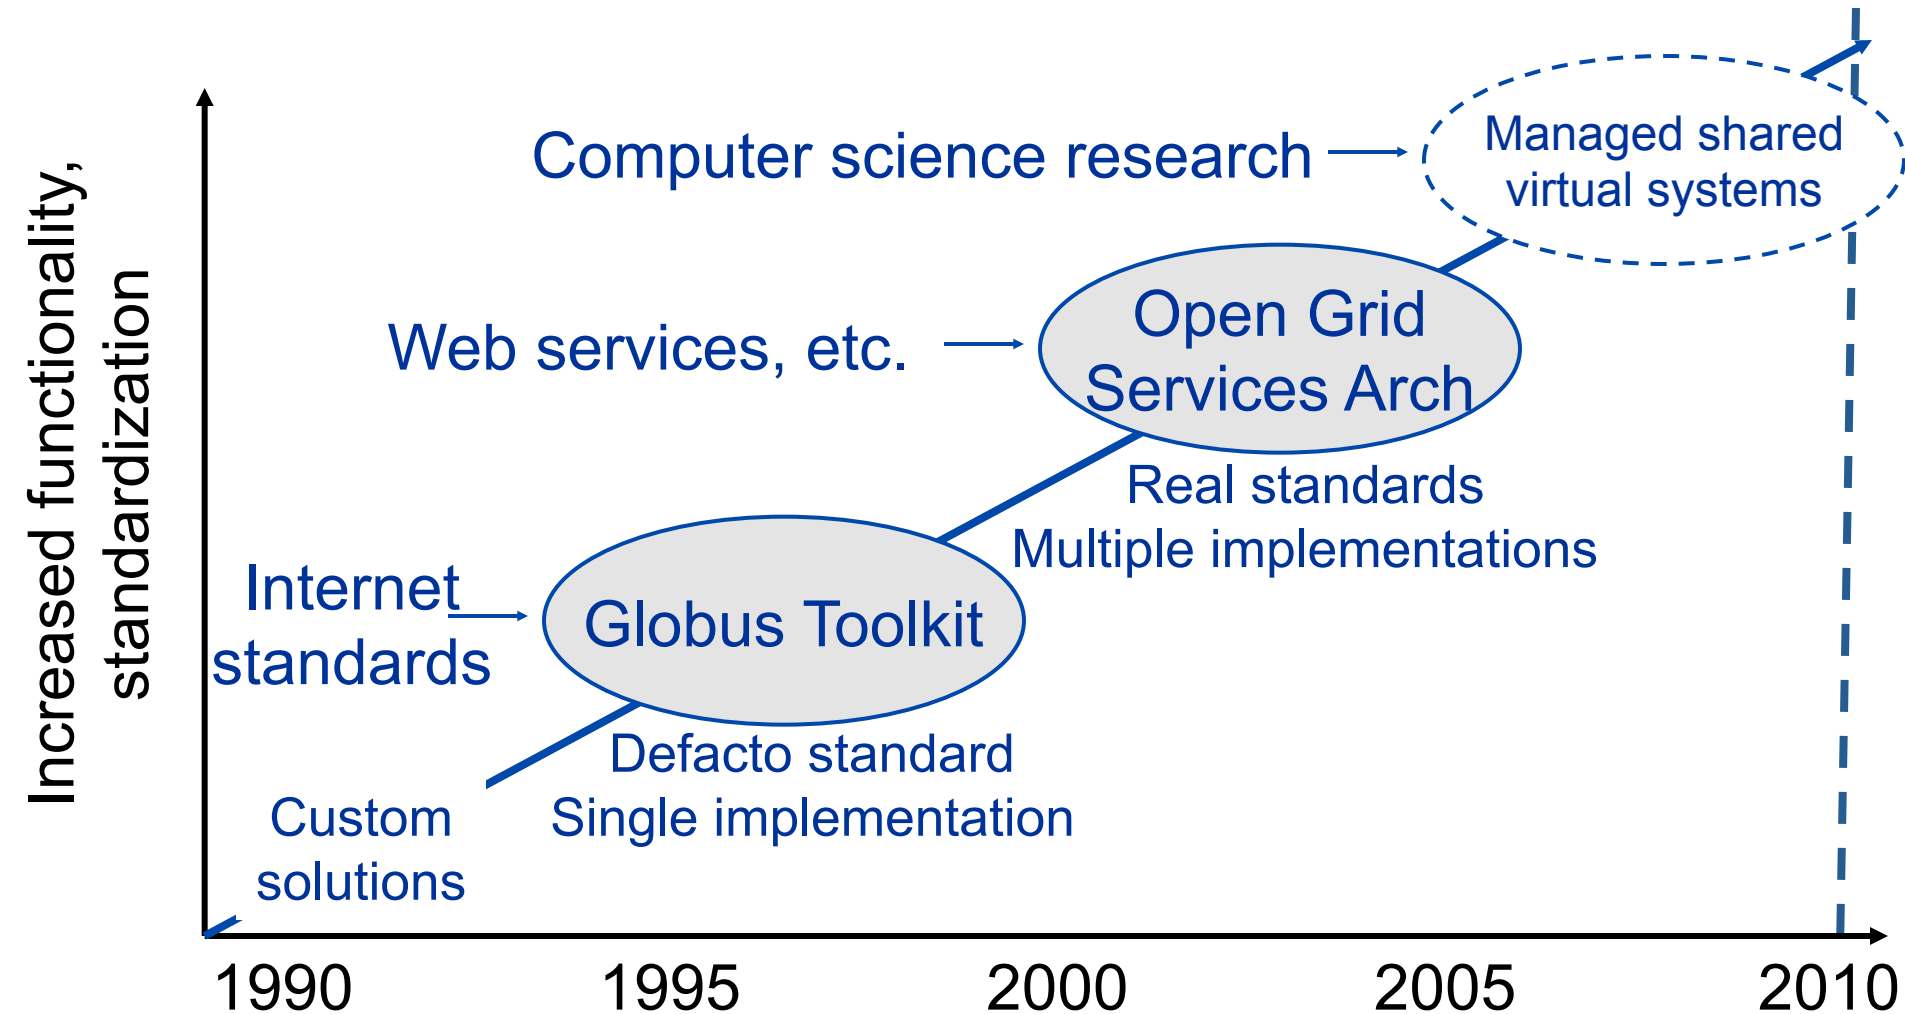 Increased functionality,
standardization
Computer science research
Managed shared
virtual systems
Web services, etc.
Open Grid
Services Arch
Real standards
Multiple implementations
Internet
standards
Globus Toolkit
Defacto standard
Single implementation
Custom
solutions
1990
1995
2000
2005
2010